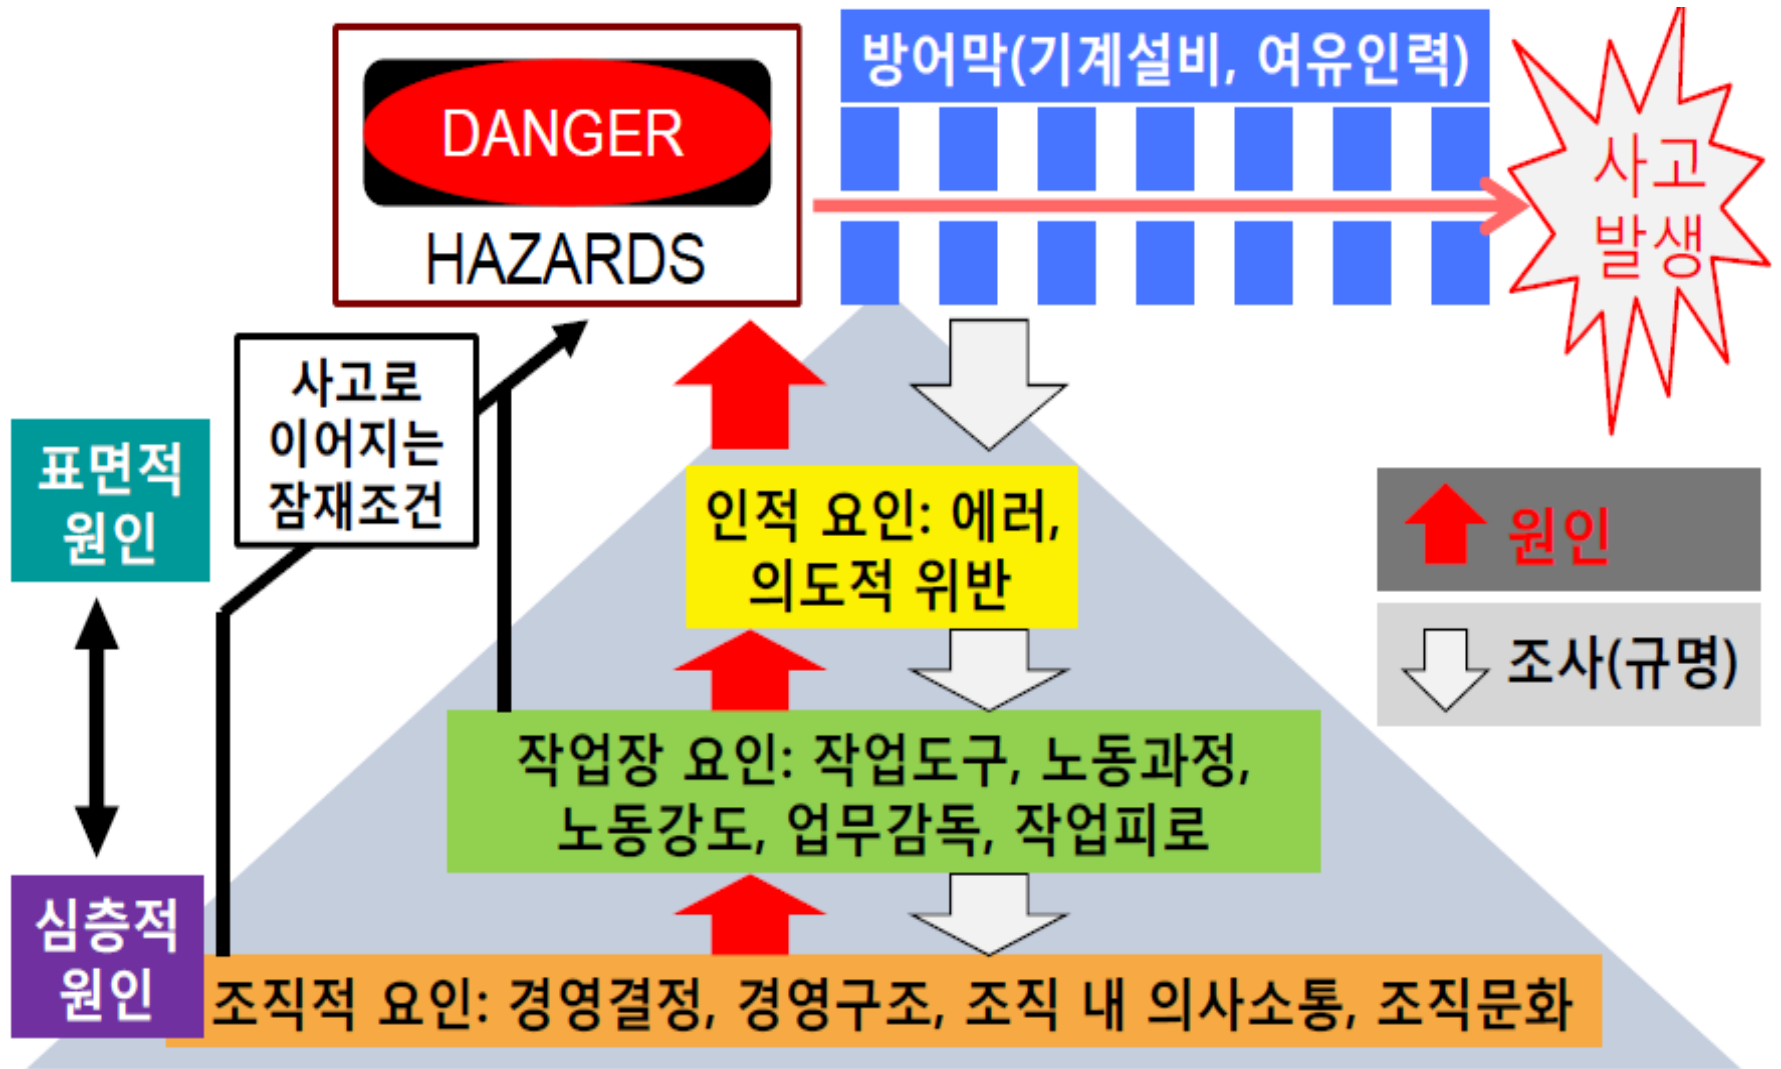 DANGER
HAZARDS
방어막(기계설비, 여유인력)
사고
발생
사고로
이어지는
잠재조건
표면적
원인
인적 요인: 에러,
의도적 위반
원인
조사(규명)
작업장 요인: 작업도구, 노동과정,
노동강도, 업무감독, 작업피로
심층적
원인
조직적 요인: 경영결정, 경영구조, 조직 내 의사소통, 조직문화